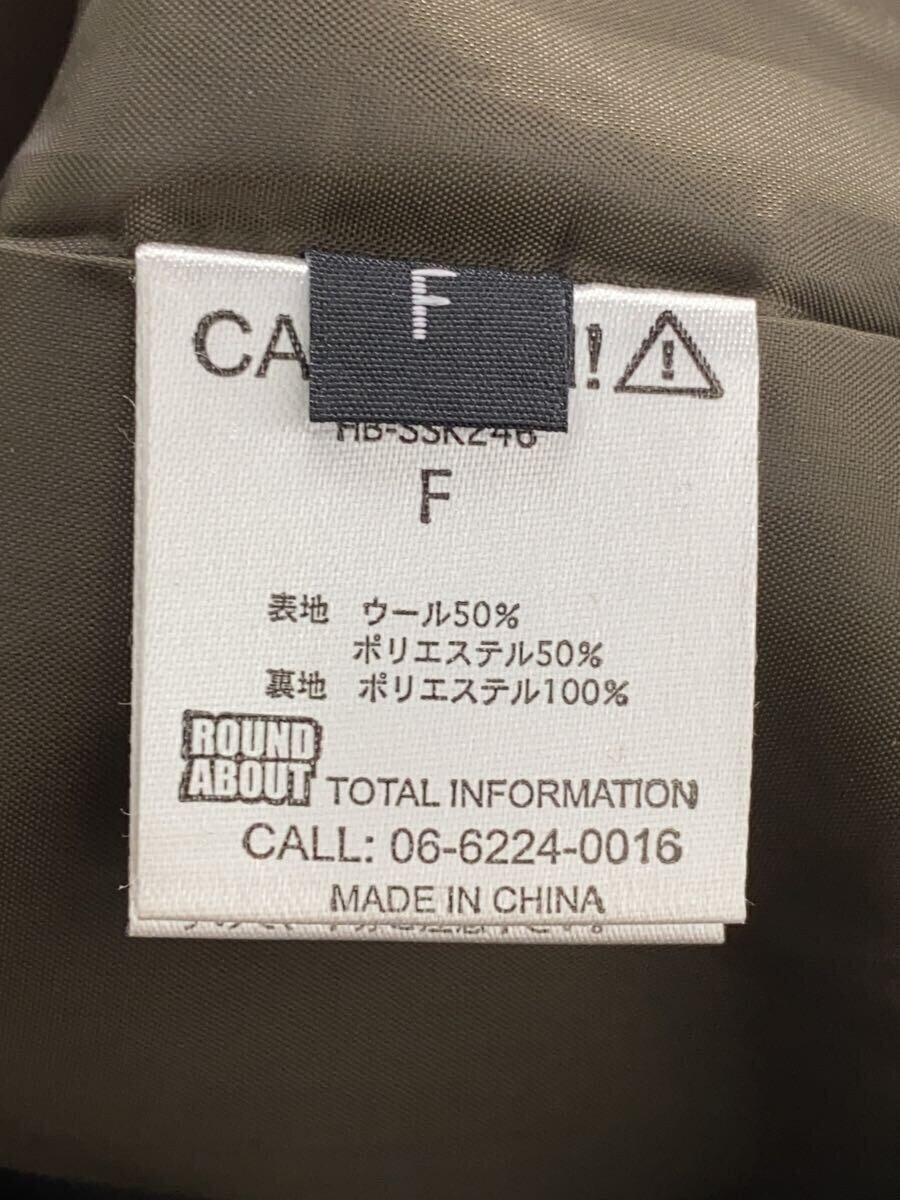 F
HB-SSK246
F
表地 ウール50%
ポリエステル50%
裏地 ポリエステル100%
ROUND
ABOUT TOTAL INFORMATION
CALL: 06-6224-0016
MADE IN CHINA